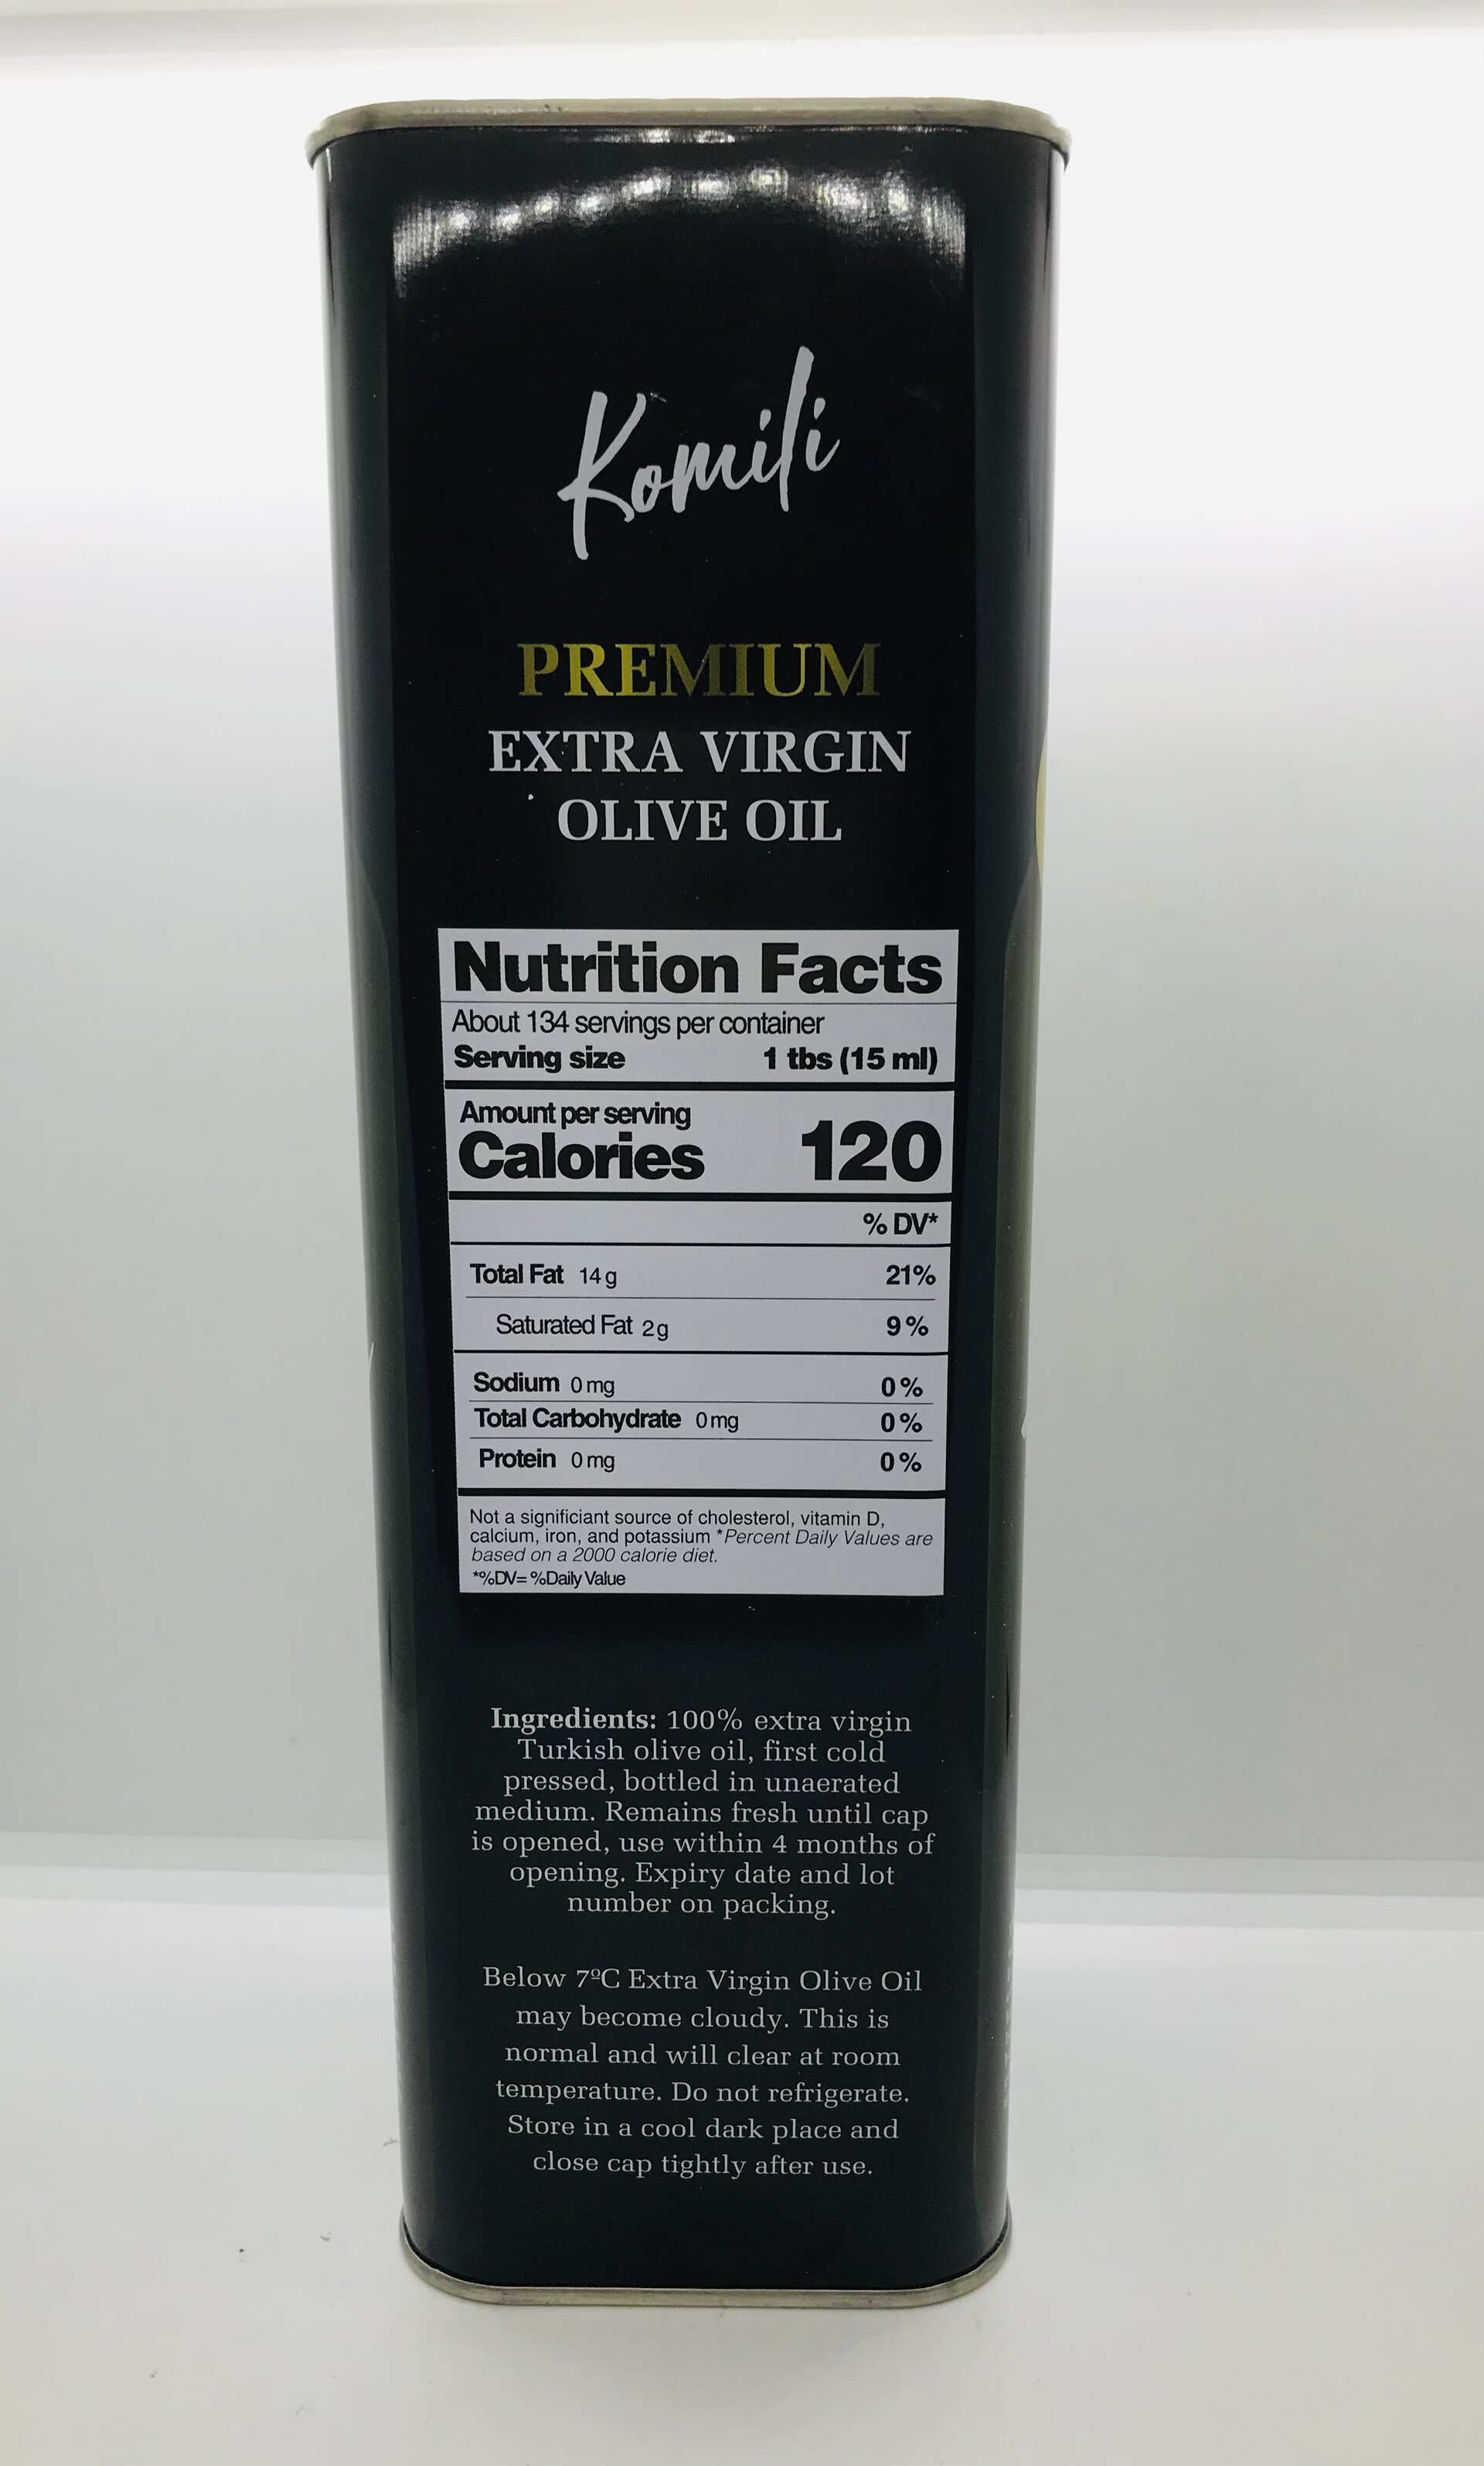 Komili
PREMIUM
EXTRA VIRGIN
OLIVE OIL
Nutrition Facts
About 134 servings per container
Serving size 1 tbs (15 ml)
Amount per serving
Calories 120
% DV*
Total Fat 14 g 21%
Saturated Fat 2 g 9 %
Sodium 0 mg 0 %
Total Carbohydrate 0 mg 0 %
Protein 0 mg 0 %
Not a significiant source of cholesterol, vitamin D,
calcium, iron, and potassium *Percent Daily Values are
based on a 2000 calorie diet.
*%DV= %Daily Value
Ingredients: 100% extra virgin
Turkish olive oil, first cold
pressed, bottled in unaerated
medium. Remains fresh until cap
is opened, use within 4 months of
opening. Expiry date and lot
number on packing.
Below 7ºC Extra Virgin Olive Oil
may become cloudy. This is
normal and will clear at room
temperature. Do not refrigerate.
Store in a cool dark place and
close cap tightly after use.